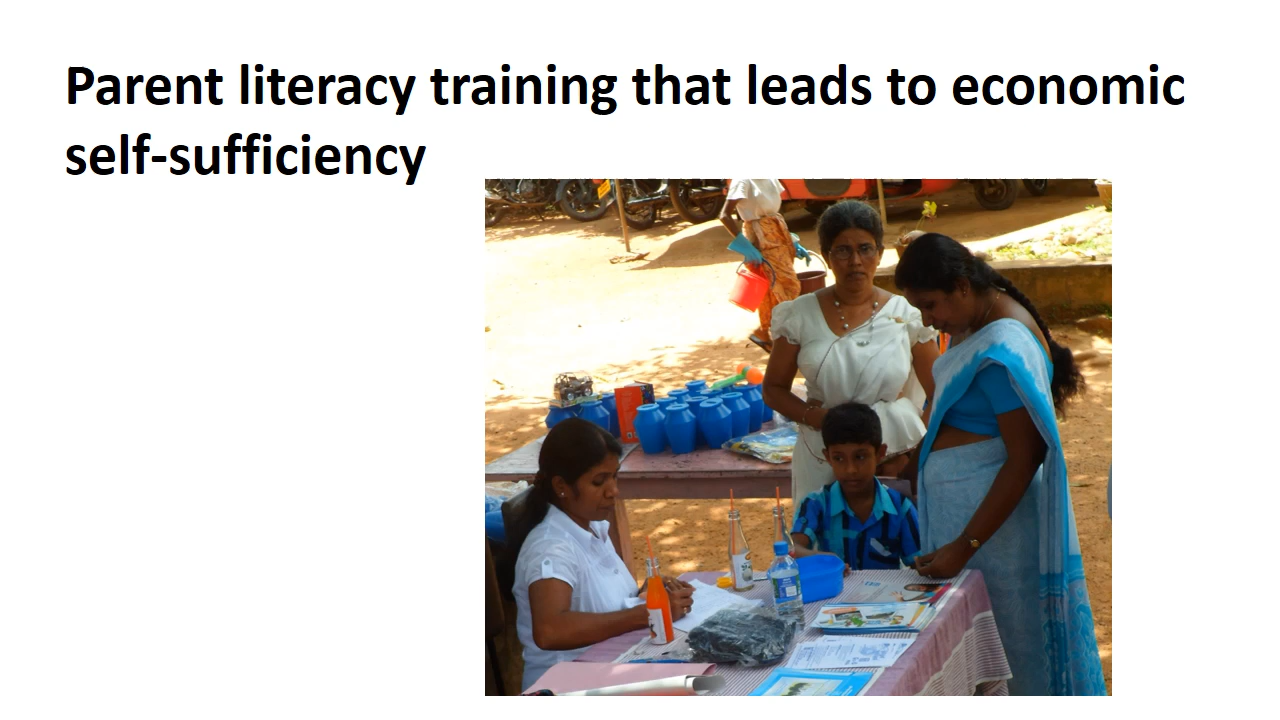 Parent literacy training that leads to economic
self-sufficiency